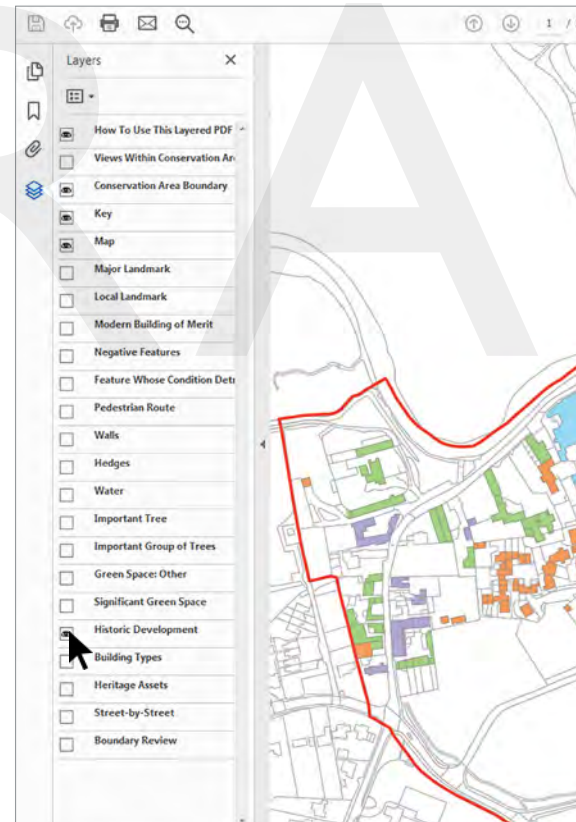 1 /
Layers
How To Use This Layered PDF
Views Within Conservation Are
Conservation Area Boundary
Key
Map
Major Landmark
Local Landmark
Modern Building of Merit
Negative Features
Feature Whose Condition Detr
Pedestrian Route
Walls
Hedges
Water
Important Tree
Important Group of Trees
Green Space: Other
Significant Green Space
Historic Development
Building Types
Heritage Assets
Street-by-Street
Boundary Review
RA